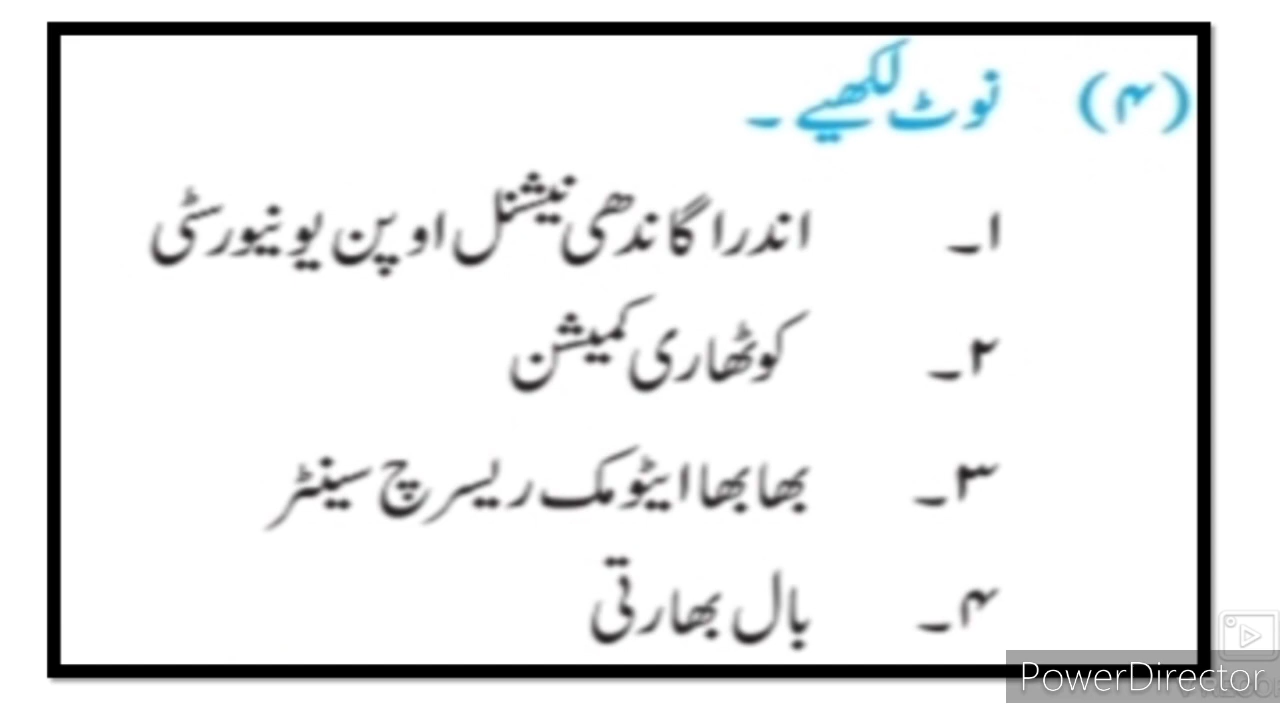 (۴) نوٹ لکھیے ۔
۱۔ اندرا گاندھی نیشنل اوپن یونیورسٹی
۲۔ کوٹھاری کمیشن
۳۔ بھابھا ایٹومک ریسرچ سینٹر
۴۔ بال بھارتی
PowerDirector